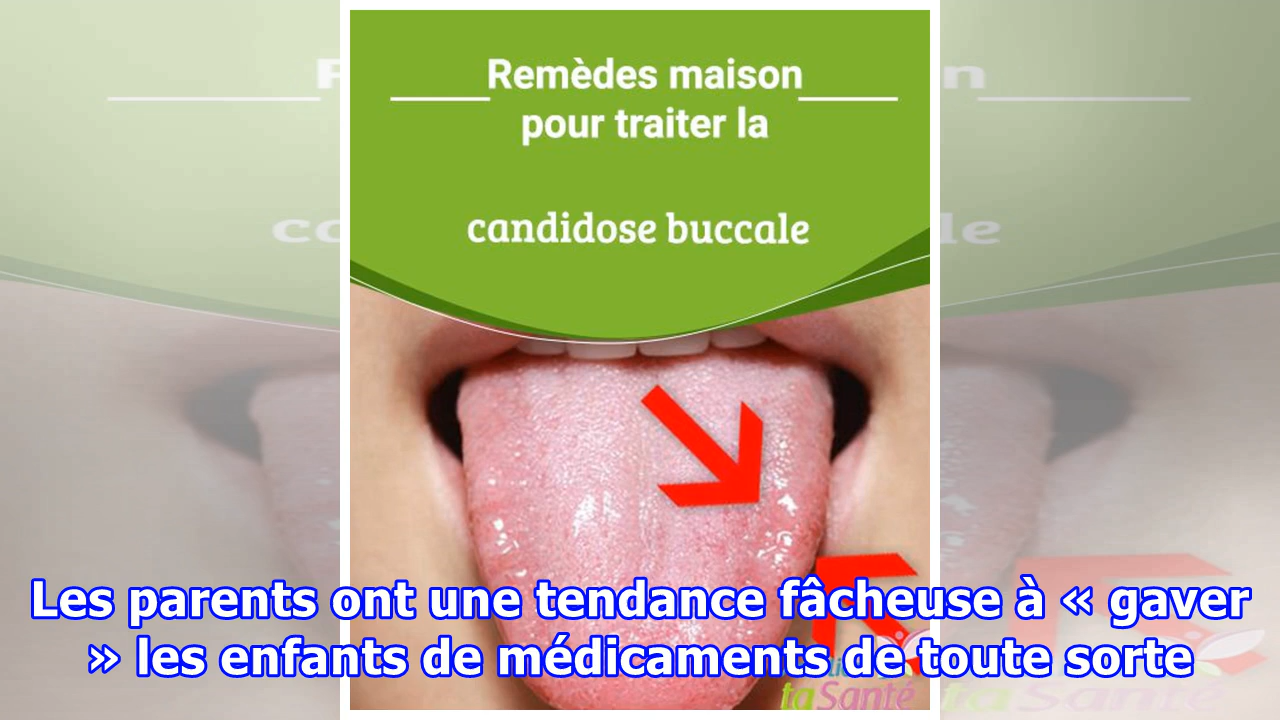 Remèdes maison
pour traiter la
candidose buccale
Les parents ont une tendance fâcheuse à « gaver
» les enfants de médicaments de toute sorte
taSanté